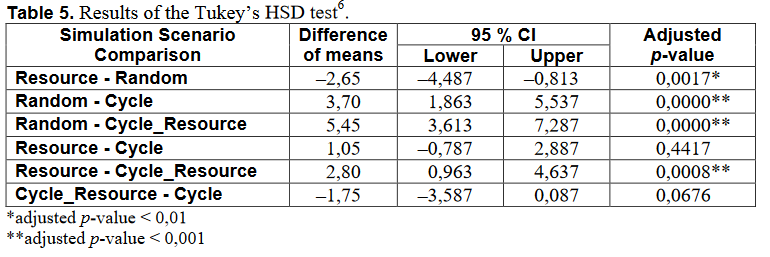 Table 5. Results of the Tukey’s HSD test6.
Simulation Scenario Comparison Difference of means 95 % CI Adjusted p-value
Lower Upper
Resource - Random –2,65 –4,487 –0,813 0,0017*
Random - Cycle 3,70 1,863 5,537 0,0000**
Random - Cycle_Resource 5,45 3,613 7,287 0,0000**
Resource - Cycle 1,05 –0,787 2,887 0,4417
Resource - Cycle_Resource 2,80 0,963 4,637 0,0008**
Cycle_Resource - Cycle –1,75 –3,587 0,087 0,0676
*adjusted p-value < 0,01
**adjusted p-value < 0,001